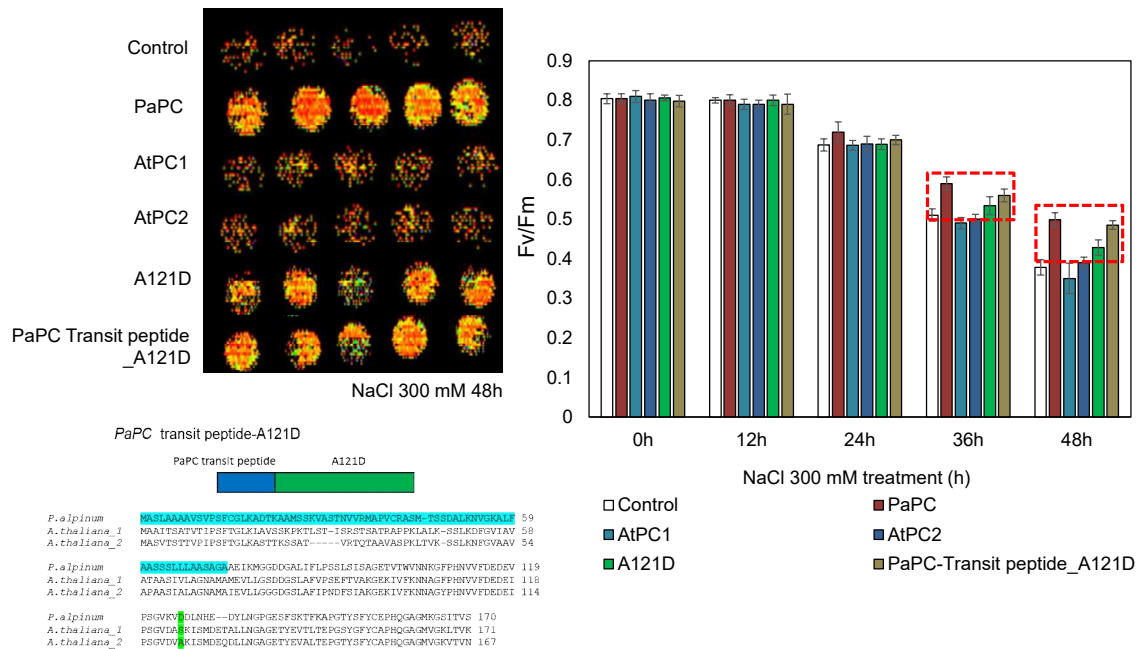 Control
PaPC
AtPC1
AtPC2
A121D
PaPC Transit peptide
_A121D
NaCl 300 mM 48h
Fv/Fm
0.9
0.8
0.7
0.6
0.5
0.4
0.3
0.2
0.1
0
0h 12h 24h 36h 48h
NaCl 300 mM treatment (h)
Control PaPC
AtPC1 AtPC2
A121D PaPC-Transit peptide_A121D
PaPC transit peptide-A121D
PaPC transit peptide A121D
P.alpinum MASLAAAAVSVPSFCGLKADTKAAMSSKVASTNVVRMAPVCRASM-TSSDALKNVGKALF 59
A.thaliana_1 MAAITSATVTIPSFTGLKLAVSSKPKTLST-ISRSTSATRAPPKLALK-SSLKDFGVIAV 58
A.thaliana_2 MASVTSTTVPIPSFTGLKASTTKSSAT-----VRTQTAAVASPKLTVK-SSLKNFGVAAV 54
P.alpinum AASSSLLLAASAGAAEIKMGGDDGALIFLPSSLSISAGETVTWVNNKGFPHNVVFDEDEV 119
A.thaliana_1 ATAASIVLAGNAMAMEVLLGSDDGSLAFVPSEFTVAKGEKIVFKNNAGFPHNVVFDEDEI 118
A.thaliana_2 APAASIALAGNAMAIEVLLGGGDGSLAFIPNDFSIAKGEKIVFKNNAGYPHNVVFDEDEI 114
P.alpinum PSGVKVDDLNHE--DYLNGPGESFSKTFKAPGTYSFYCEPHQGAGMKGSITVS 170
A.thaliana_1 PSGVDASKISMDETALLNGAGETYEVTLTEPGSYGFYCAPHQGAGMVGKLTVK 171
A.thaliana_2 PSGVDVAKISMDEQDLLNGAGETYEVALTEPGTYSFYCAPHQGAGMVGKVTVN 167